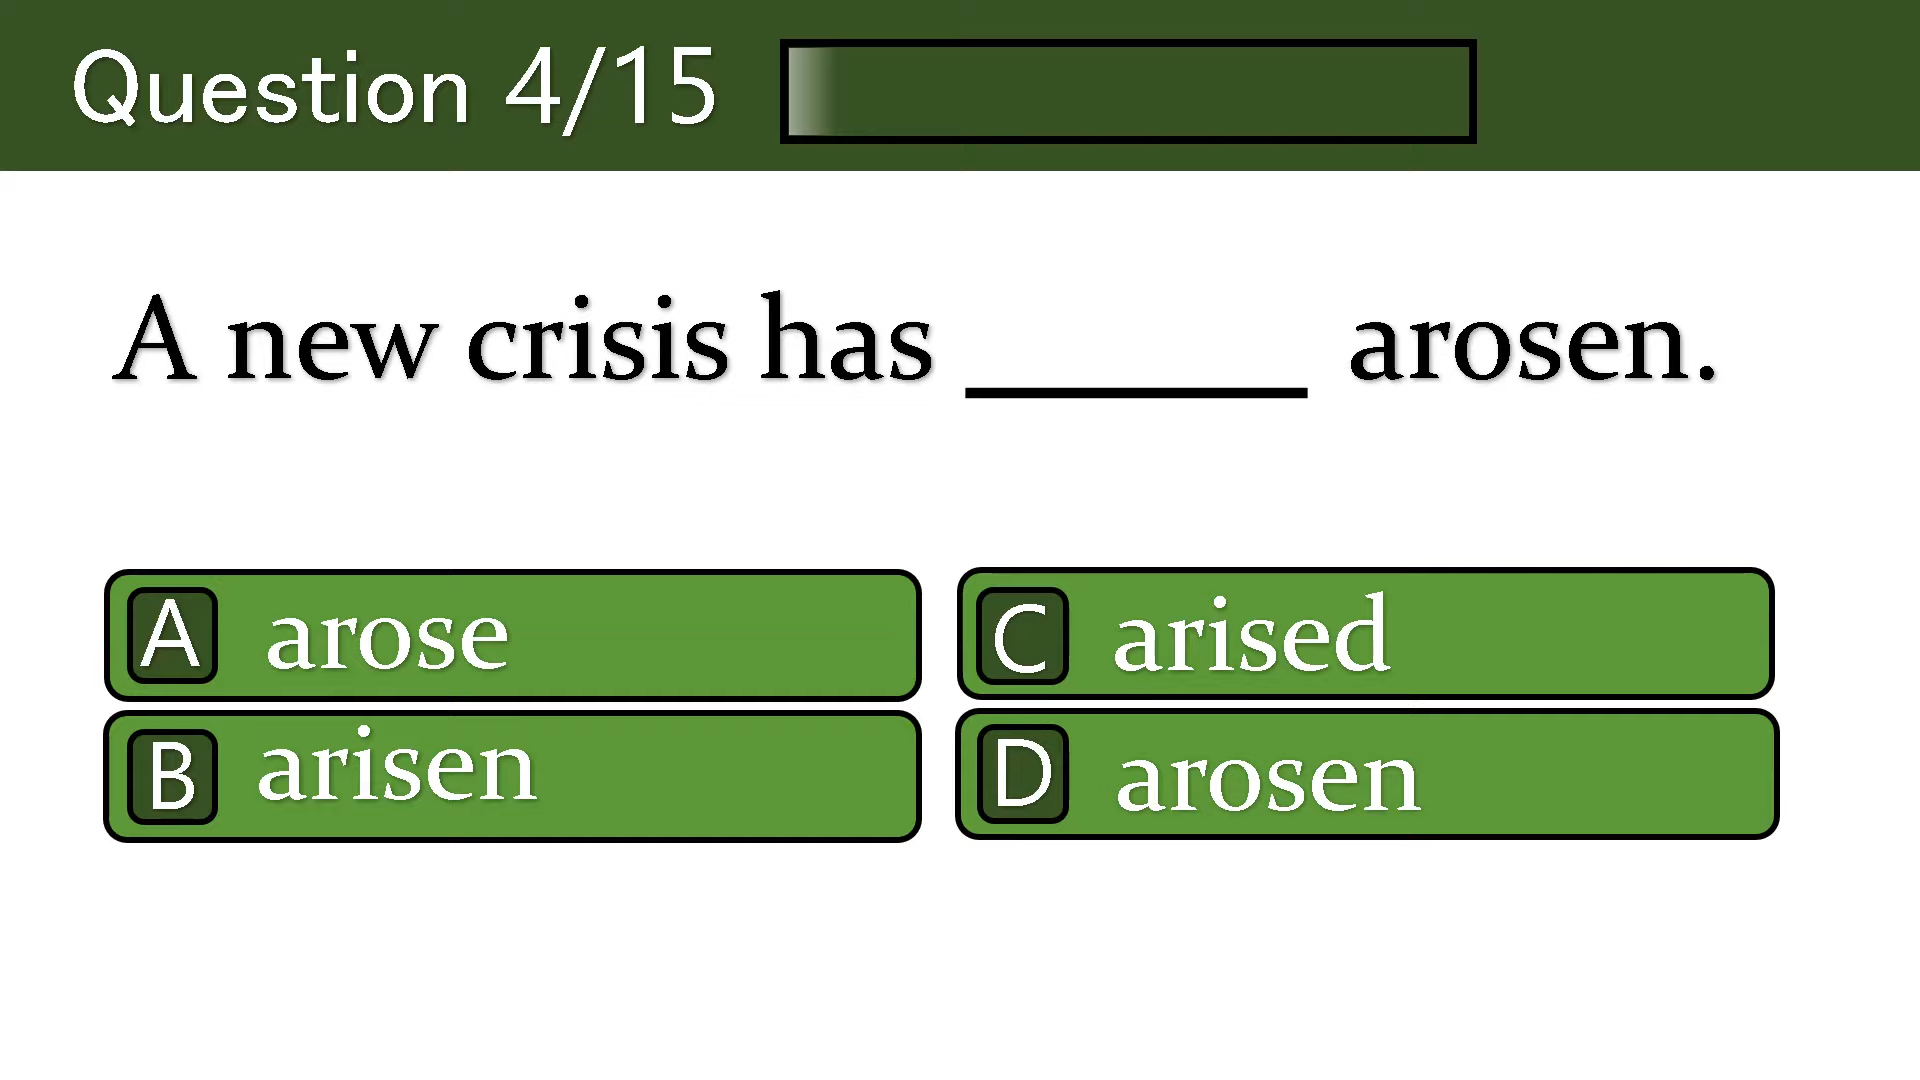 Question 4/15
A new crisis has ______ arosen.
A arose
B arisen
C arised
D arosen